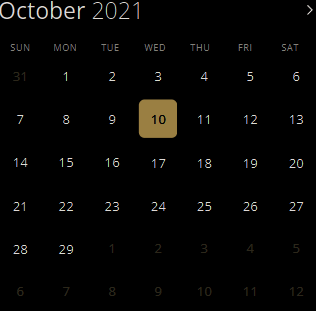 October 2021
SUN MON TUE WED THU FRI SAT
31 1 2 3 4 5 6
7 8 9 10 11 12 13
14 15 16 17 18 19 20
21 22 23 24 25 26 27
28 29 1 2 3 4 5
6 7 8 9 10 11 12